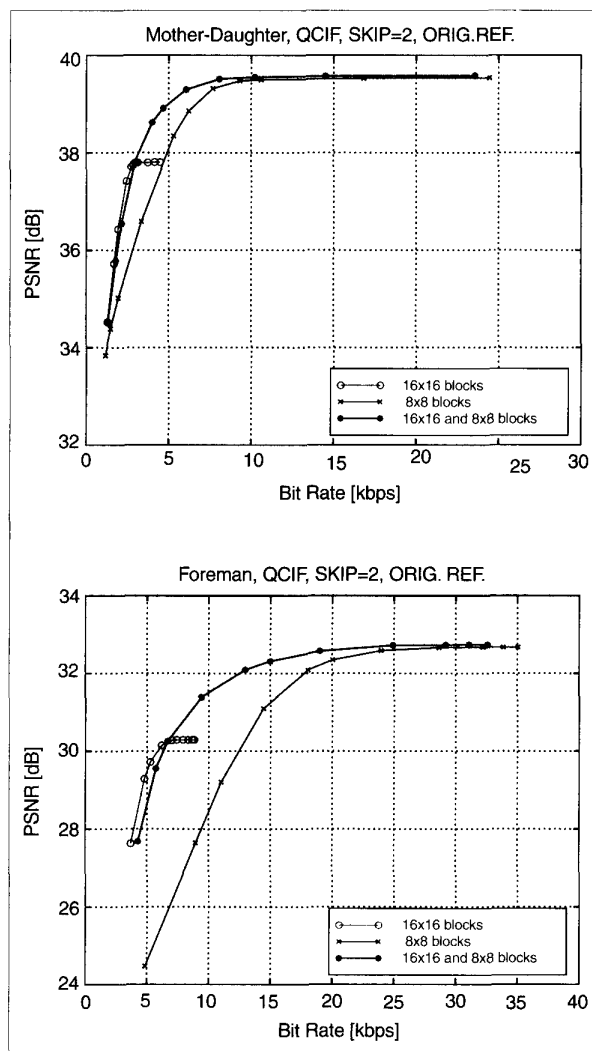 Mother-Daughter, QCIF, SKIP=2, ORIG.REF.
40
38
36
34
32
PSNR [dB]
16x16 blocks
8x8 blocks
16x16 and 8x8 blocks
0 5 10 15 20 25 30
Bit Rate [kbps]
Foreman, QCIF, SKIP=2, ORIG. REF.
34
32
30
28
26
24
PSNR [dB]
16x16 blocks
8x8 blocks
16x16 and 8x8 blocks
0 5 10 15 20 25 30 35 40
Bit Rate [kbps]